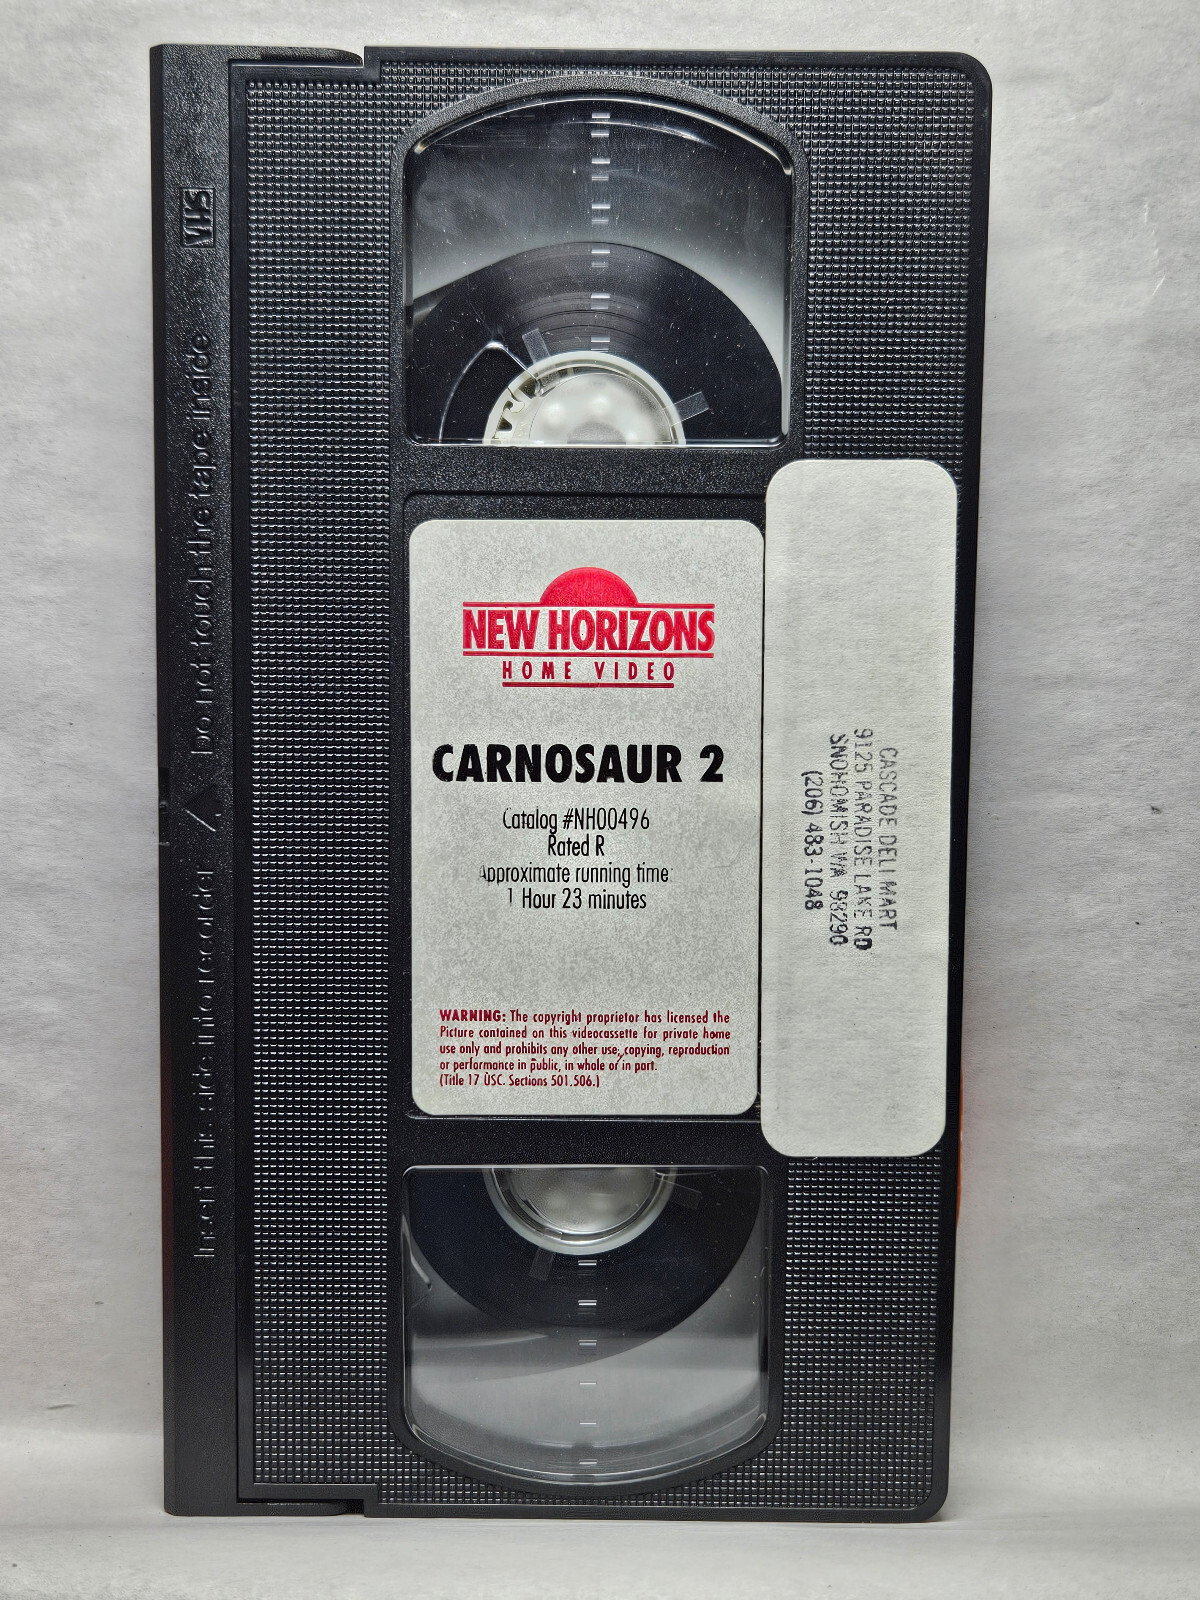 VHS
Insert this side into recorder
Do not touch the tape inside
NEW HORIZONS
HOME VIDEO
CARNOSAUR 2
Catalog #NH00496
Rated R
Approximate running time
1 Hour 23 minutes
WARNING: The copyright proprietor has licensed the
Picture contained on this videocassette for private home
use only and prohibits any other use, copying, reproduction
or performance in public, in whole or in part.
(Title 17 USC. Sections 501.506.)
CASCADE DELI MART
9125 PARADISE LAKE RD
SNOHOMISH WA 98290
(206) 483-1048